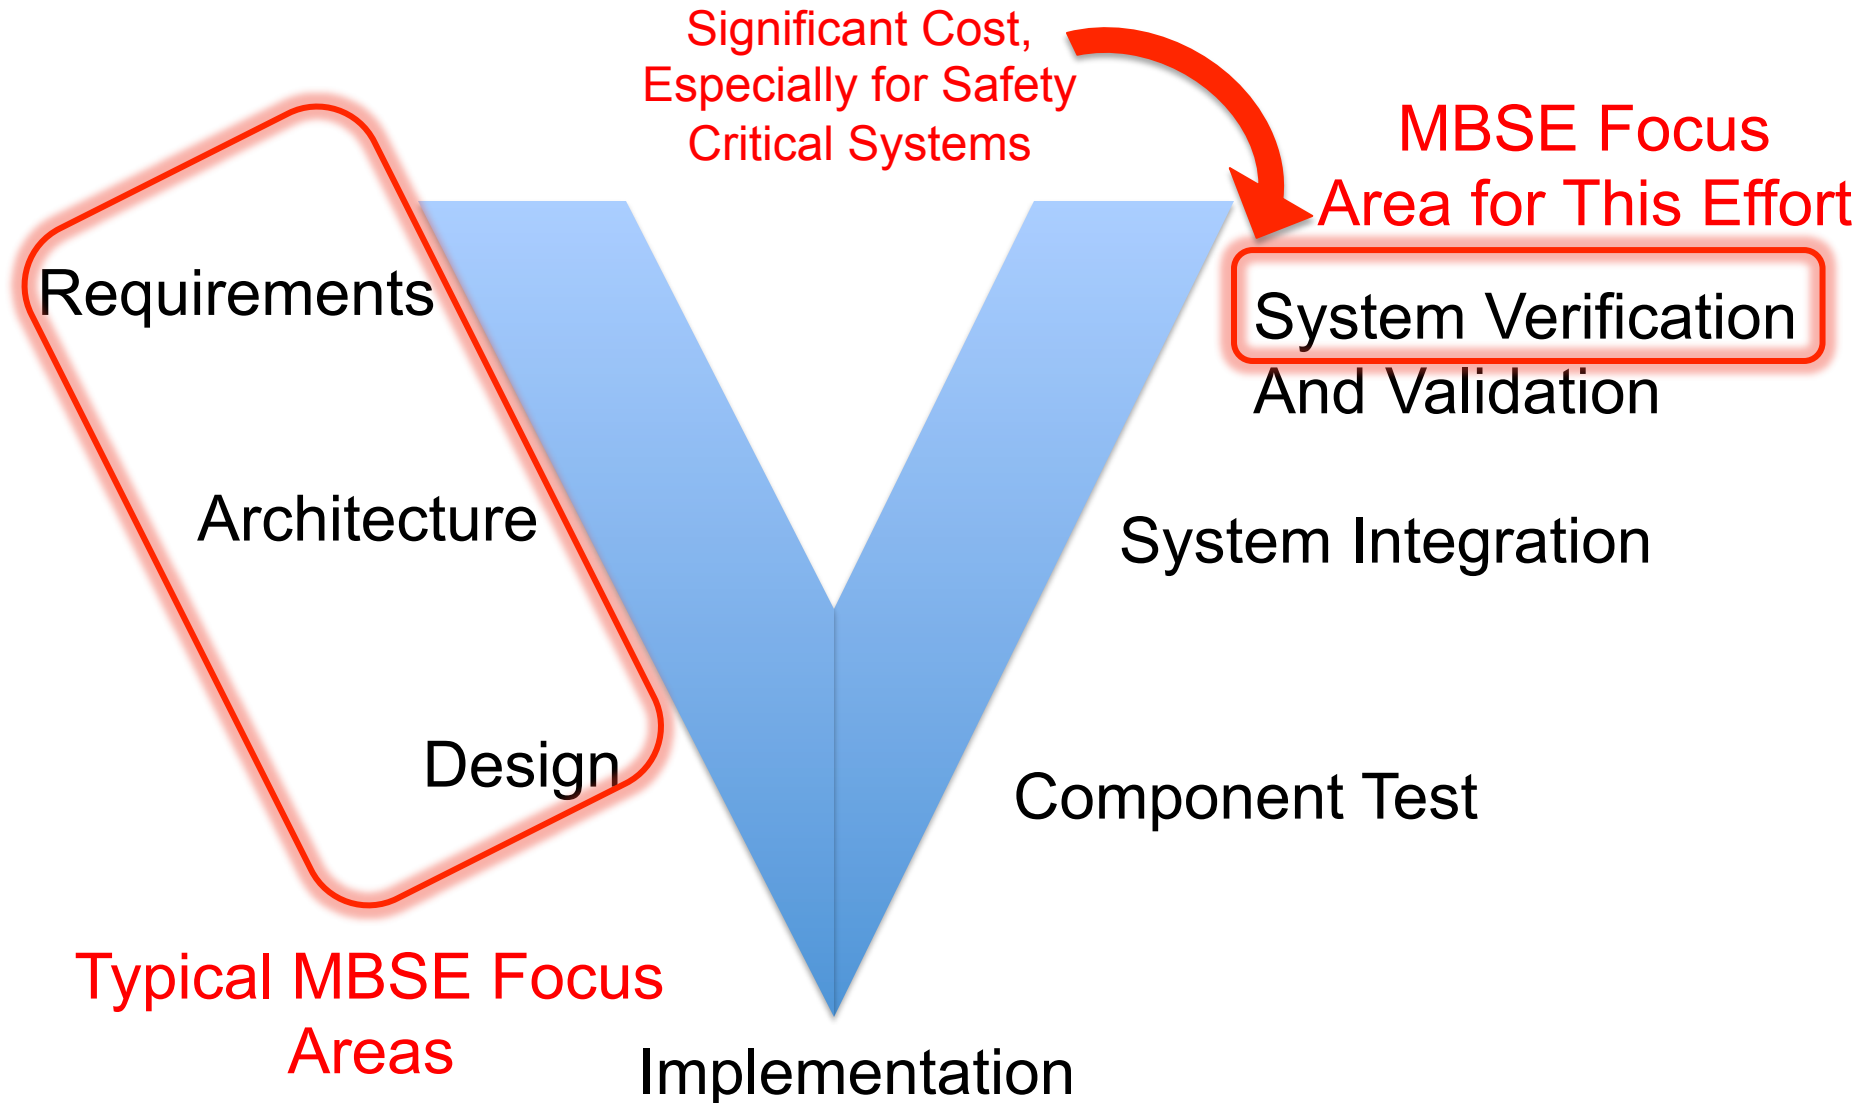 Significant Cost,
Especially for Safety
Critical Systems
MBSE Focus
Area for This Effort
Requirements
System Verification
And Validation
Architecture
System Integration
Design
Component Test
Typical MBSE Focus
Areas
Implementation